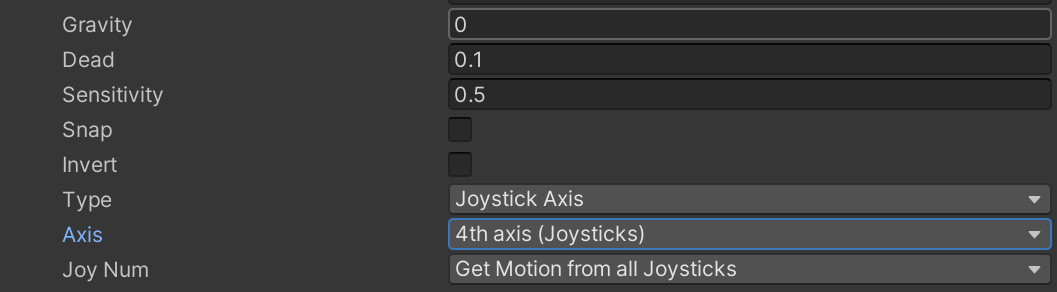 Gravity 0
Dead 0.1
Sensitivity 0.5
Snap
Invert
Type Joystick Axis
Axis 4th axis (Joysticks)
Joy Num Get Motion from all Joysticks